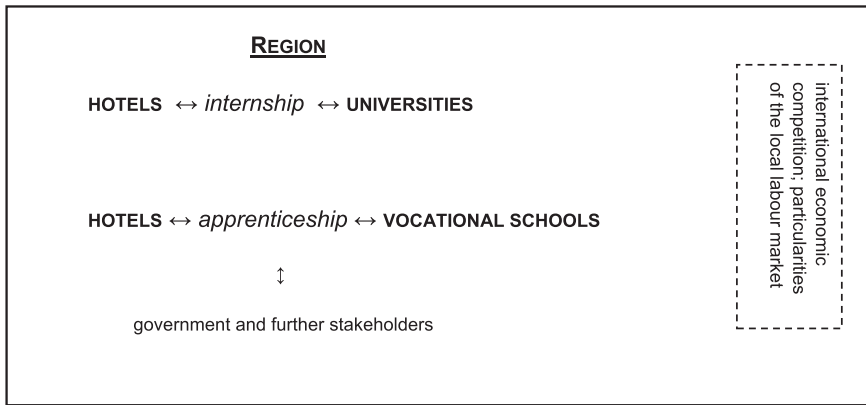 REGION
HOTELS ↔ internship ↔ UNIVERSITIES
HOTELS ↔ apprenticeship ↔ VOCATIONAL SCHOOLS
↕
government and further stakeholders
international economic
competition; particularities
of the local labour market